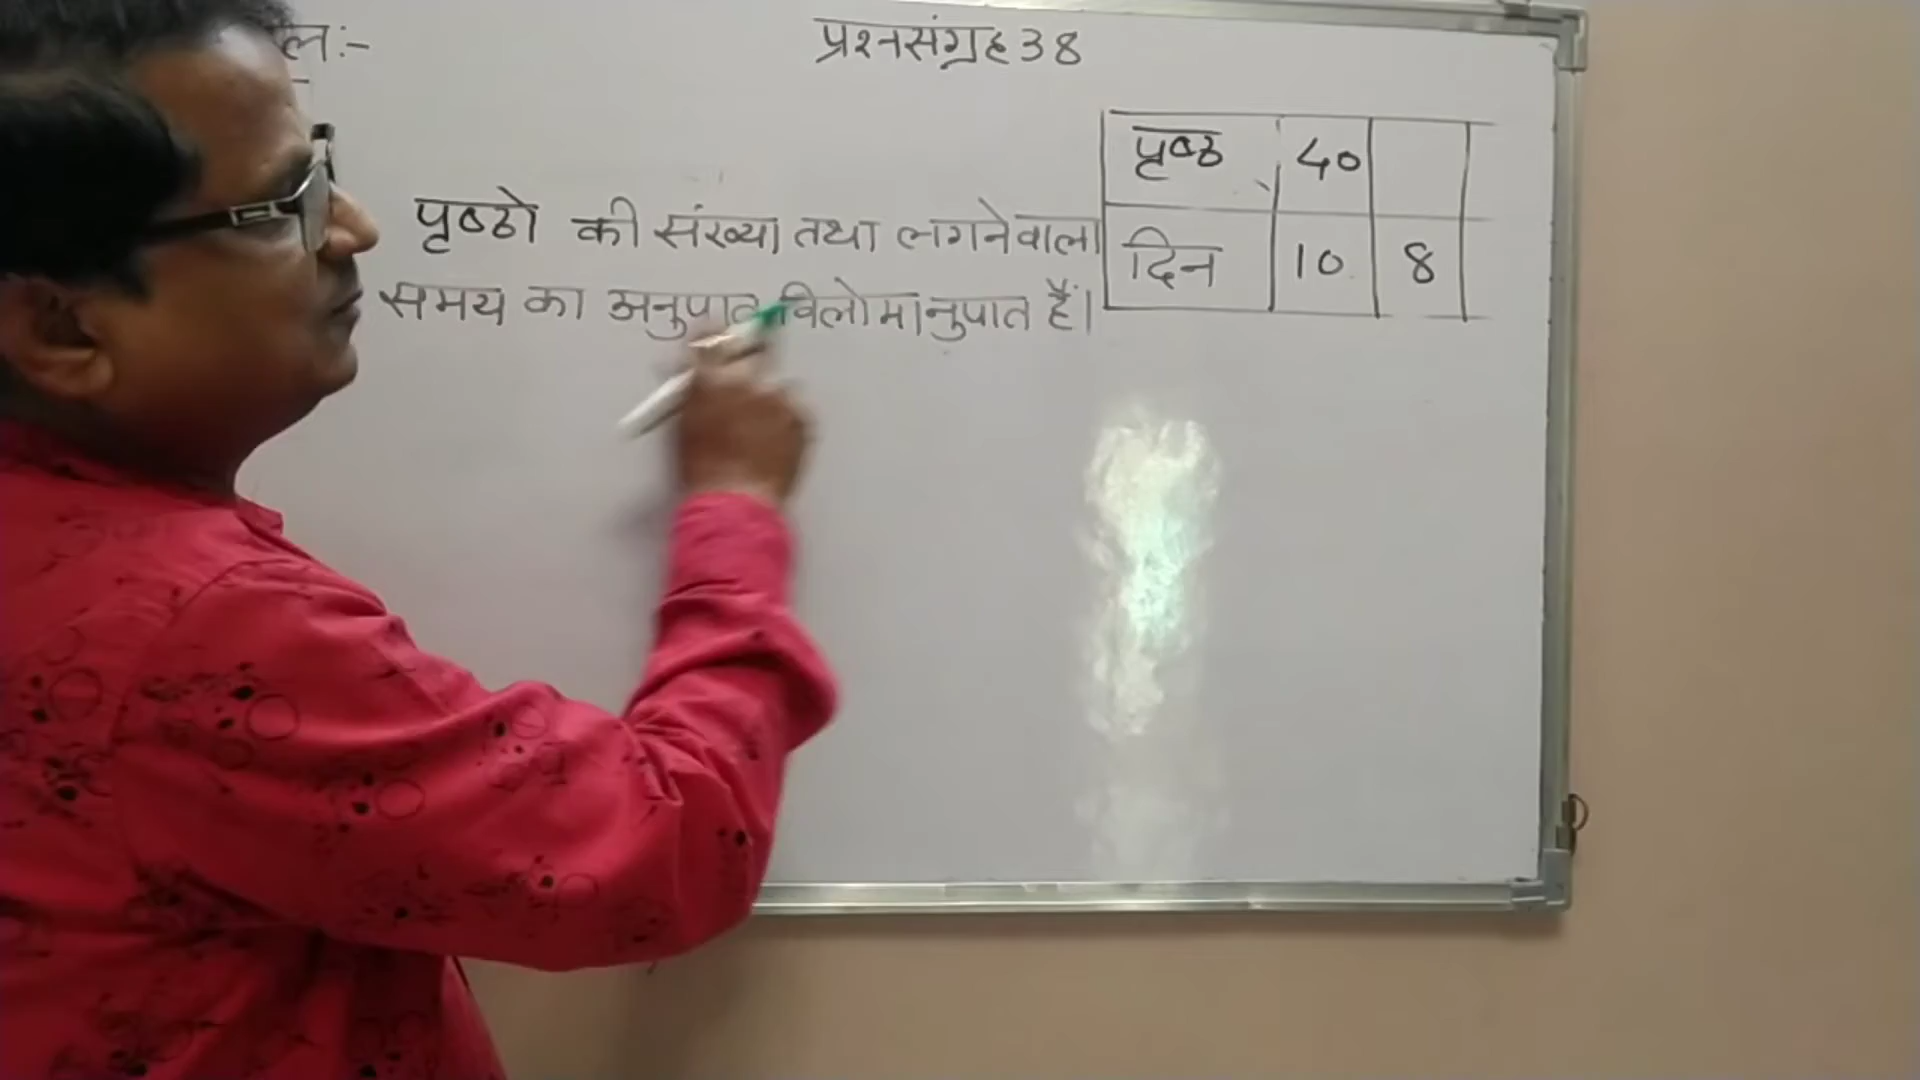 प्रश्नसंग्रह 38
पृष्ठो की संख्या तथा लगनेवाला
समय का अनुपात विलोमानुपात हैं।
पृष्ठ 40
दिन 10 8